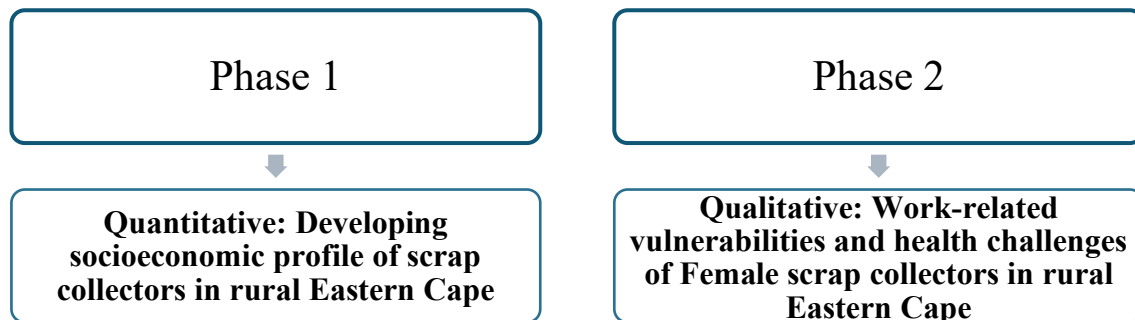 Phase 1
Phase 2
Quantitative: Developing
socioeconomic profile of scrap
collectors in rural Eastern Cape
Qualitative: Work-related
vulnerabilities and health challenges
of Female scrap collectors in rural
Eastern Cape